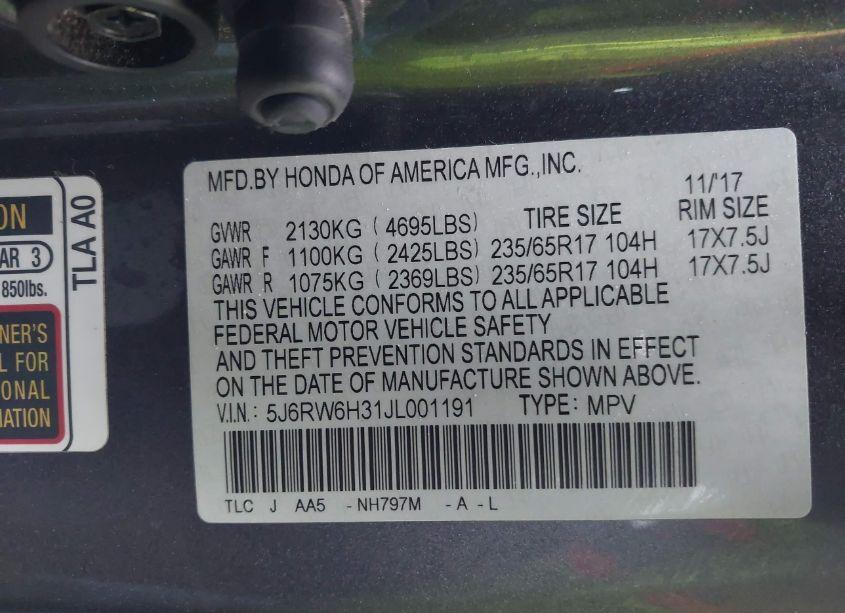 ON
AR 3
850lbs.
NER'S
L FOR
ONAL
MATION
TLA A0
MFD.BY HONDA OF AMERICA MFG.,INC.
11/'17
TIRE SIZE RIM SIZE
GVWR 2130KG ( 4695LBS)
GAWR F 1100KG ( 2425LBS) 235/65R17 104H 17X7.5J
GAWR R 1075KG ( 2369LBS) 235/65R17 104H 17X7.5J
THIS VEHICLE CONFORMS TO ALL APPLICABLE
FEDERAL MOTOR VEHICLE SAFETY
AND THEFT PREVENTION STANDARDS IN EFFECT
ON THE DATE OF MANUFACTURE SHOWN ABOVE.
V.I.N: 5J6RW6H31JL001191 TYPE: MPV
TLC J AA5 -NH797M -A -L